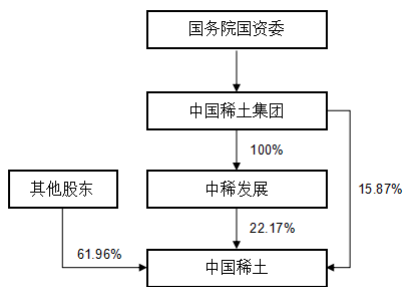 国务院国资委
中国稀土集团
100%
其他股东
中稀发展
15.87%
22.17%
61.96%
中国稀土